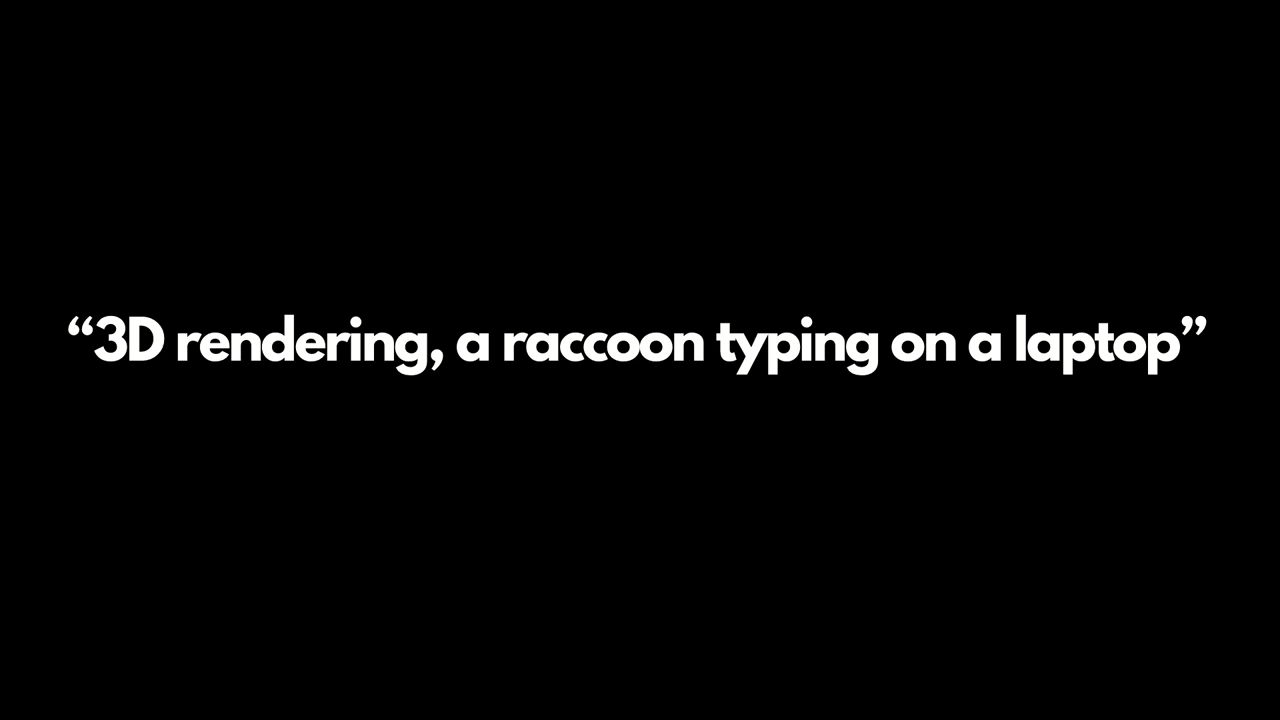 “3D rendering, a raccoon typing on a laptop”